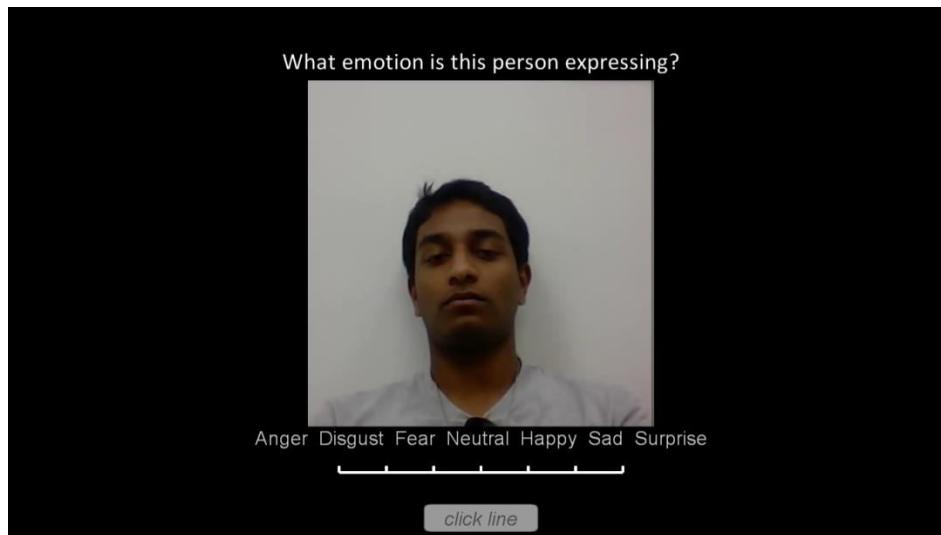 What emotion is this person expressing?
Anger Disgust Fear Neutral Happy Sad Surprise
click line